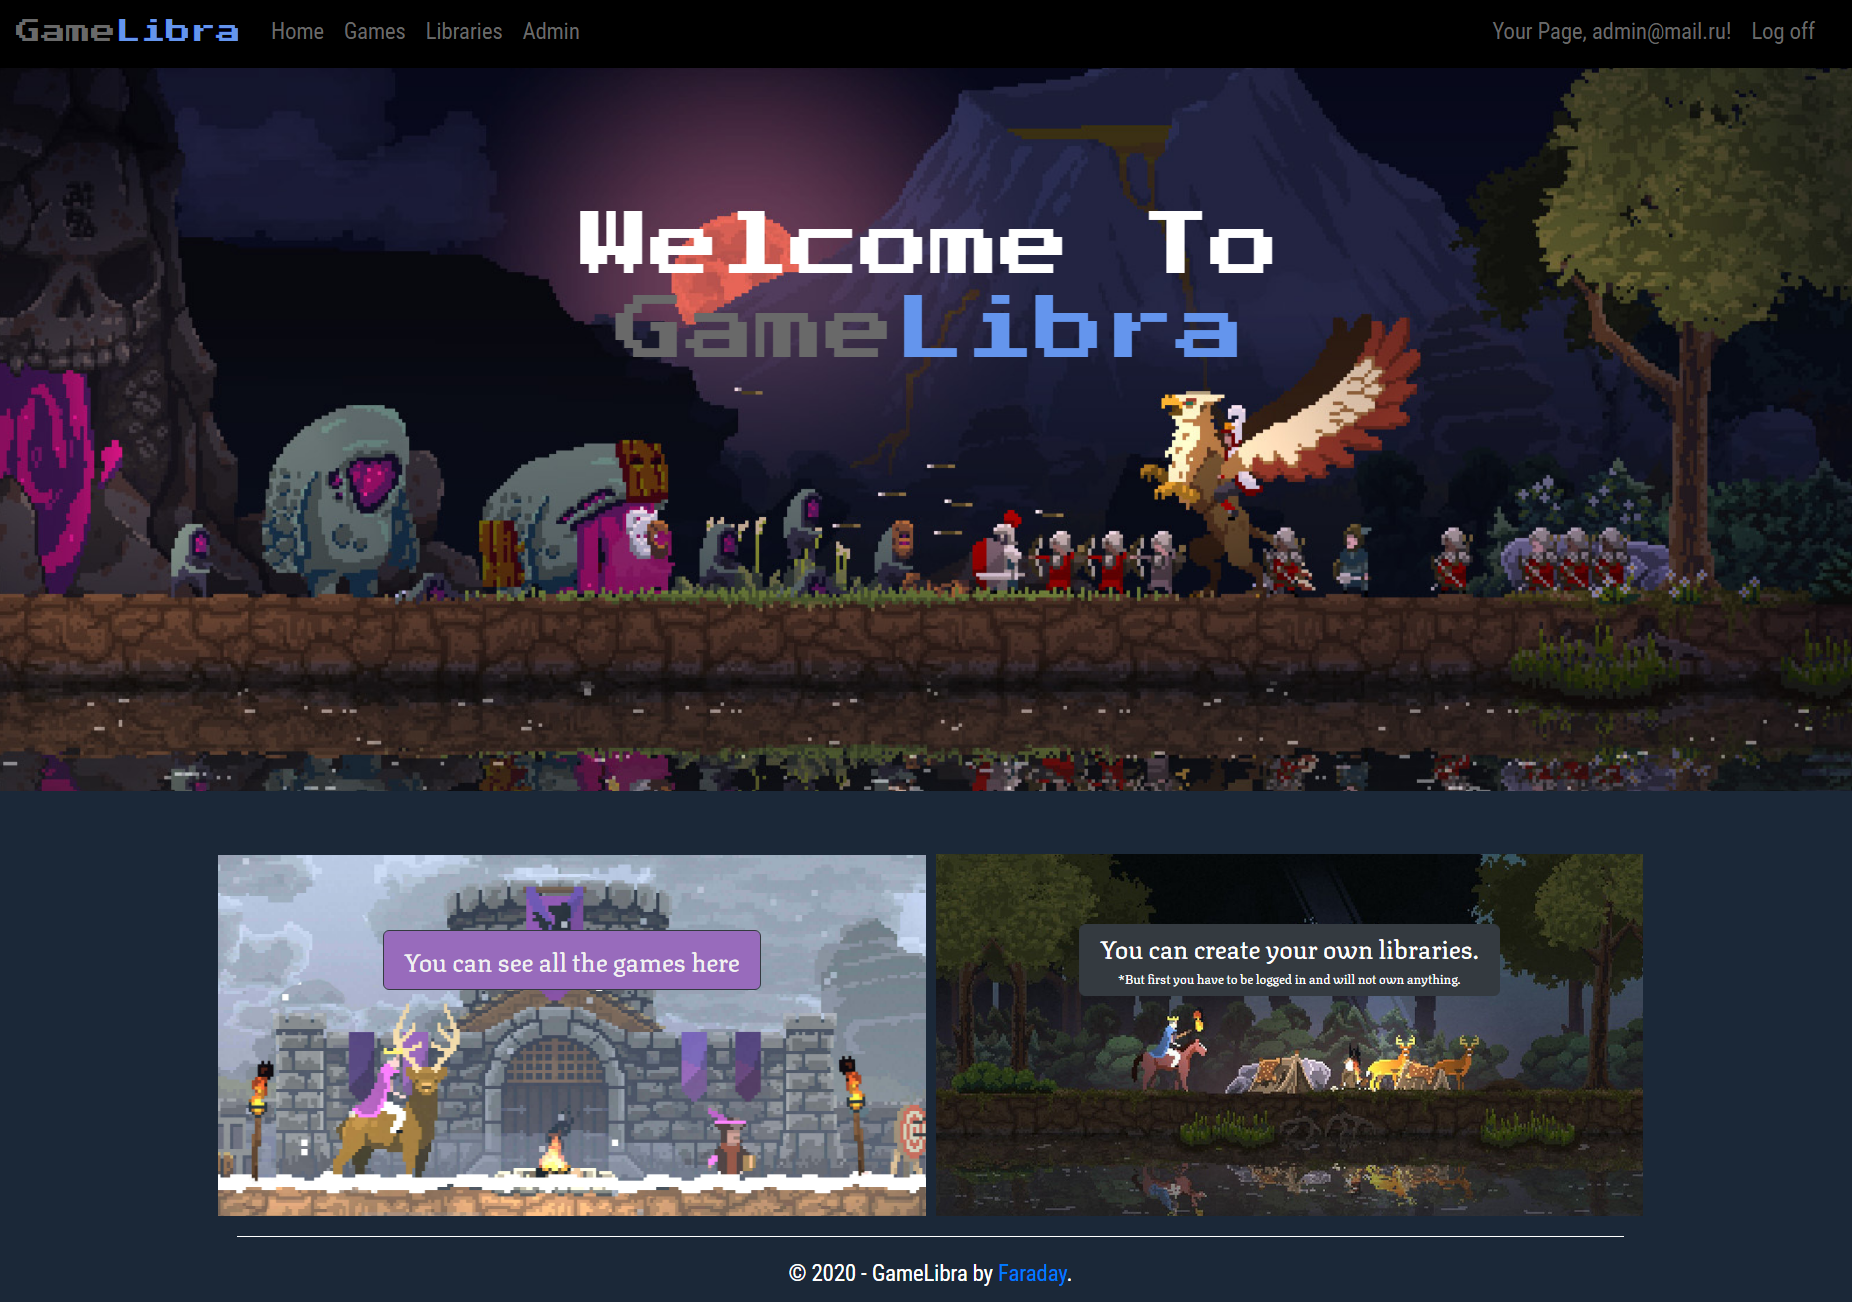 GameLibra Home Games Libraries Admin Your Page, admin@mail.ru! Log off
Welcome To
GameLibra
You can see all the games here
You can create your own libraries.
*But first you have to be logged in and will not own anything.
© 2020 - GameLibra by Faraday.